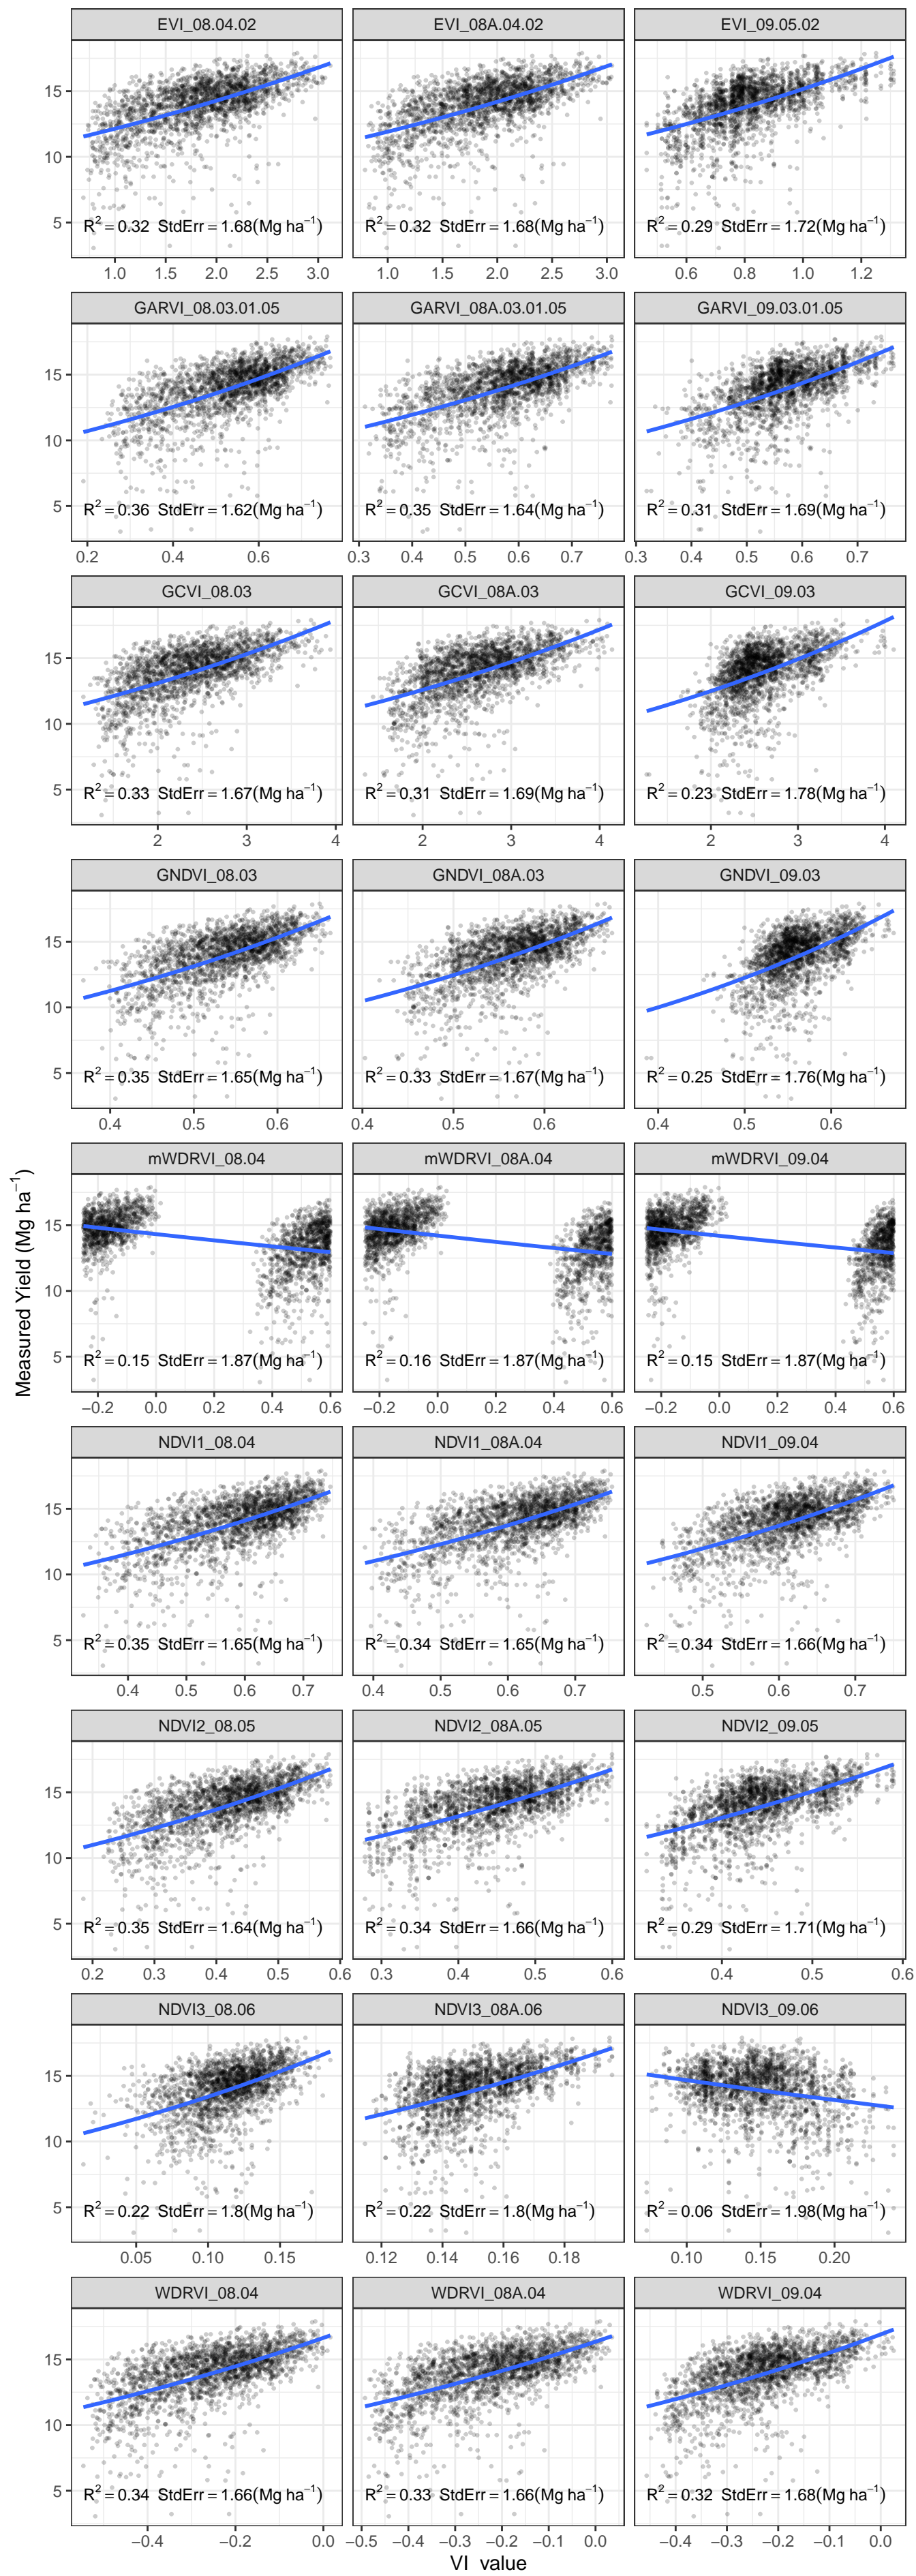 EVI_08.04.02 EVI_08A.04.02 EVI_09.05.02
15
10
5
R² = 0.32 StdErr = 1.68(Mg ha⁻¹) R² = 0.32 StdErr = 1.68(Mg ha⁻¹) R² = 0.29 StdErr = 1.72(Mg ha⁻¹)
1.0 1.5 2.0 2.5 3.0 1.0 1.5 2.0 2.5 3.0 0.6 0.8 1.0 1.2
GARVI_08.03.01.05 GARVI_08A.03.01.05 GARVI_09.03.01.05
15
10
5
R² = 0.36 StdErr = 1.62(Mg ha⁻¹) R² = 0.35 StdErr = 1.64(Mg ha⁻¹) R² = 0.31 StdErr = 1.69(Mg ha⁻¹)
0.2 0.4 0.6 0.3 0.4 0.5 0.6 0.7 0.3 0.4 0.5 0.6 0.7
GCVI_08.03 GCVI_08A.03 GCVI_09.03
15
10
5
R² = 0.33 StdErr = 1.67(Mg ha⁻¹) R² = 0.31 StdErr = 1.69(Mg ha⁻¹) R² = 0.23 StdErr = 1.78(Mg ha⁻¹)
2 3 4 2 3 4 2 3 4
GNDVI_08.03 GNDVI_08A.03 GNDVI_09.03
15
10
5
R² = 0.35 StdErr = 1.65(Mg ha⁻¹) R² = 0.33 StdErr = 1.67(Mg ha⁻¹) R² = 0.25 StdErr = 1.76(Mg ha⁻¹)
0.4 0.5 0.6 0.4 0.5 0.6 0.4 0.5 0.6
Measured Yield (Mg ha⁻¹)
mWDRVI_08.04 mWDRVI_08A.04 mWDRVI_09.04
15
10
5
R² = 0.15 StdErr = 1.87(Mg ha⁻¹) R² = 0.16 StdErr = 1.87(Mg ha⁻¹) R² = 0.15 StdErr = 1.87(Mg ha⁻¹)
−0.2 0.0 0.2 0.4 0.6 −0.2 0.0 0.2 0.4 0.6 −0.2 0.0 0.2 0.4 0.6
NDVI1_08.04 NDVI1_08A.04 NDVI1_09.04
15
10
5
R² = 0.35 StdErr = 1.65(Mg ha⁻¹) R² = 0.34 StdErr = 1.65(Mg ha⁻¹) R² = 0.34 StdErr = 1.66(Mg ha⁻¹)
0.4 0.5 0.6 0.7 0.4 0.5 0.6 0.7 0.5 0.6 0.7
NDVI2_08.05 NDVI2_08A.05 NDVI2_09.05
15
10
5
R² = 0.35 StdErr = 1.64(Mg ha⁻¹) R² = 0.34 StdErr = 1.66(Mg ha⁻¹) R² = 0.29 StdErr = 1.71(Mg ha⁻¹)
0.2 0.3 0.4 0.5 0.6 0.3 0.4 0.5 0.6 0.4 0.5 0.6
NDVI3_08.06 NDVI3_08A.06 NDVI3_09.06
15
10
5
R² = 0.22 StdErr = 1.8(Mg ha⁻¹) R² = 0.22 StdErr = 1.8(Mg ha⁻¹) R² = 0.06 StdErr = 1.98(Mg ha⁻¹)
0.05 0.10 0.15 0.12 0.14 0.16 0.18 0.10 0.15 0.20
WDRVI_08.04 WDRVI_08A.04 WDRVI_09.04
15
10
5
R² = 0.34 StdErr = 1.66(Mg ha⁻¹) R² = 0.33 StdErr = 1.66(Mg ha⁻¹) R² = 0.32 StdErr = 1.68(Mg ha⁻¹)
−0.4 −0.2 0.0 −0.5 −0.4 −0.3 −0.2 −0.1 0.0 −0.4 −0.3 −0.2 −0.1 0.0
VI value